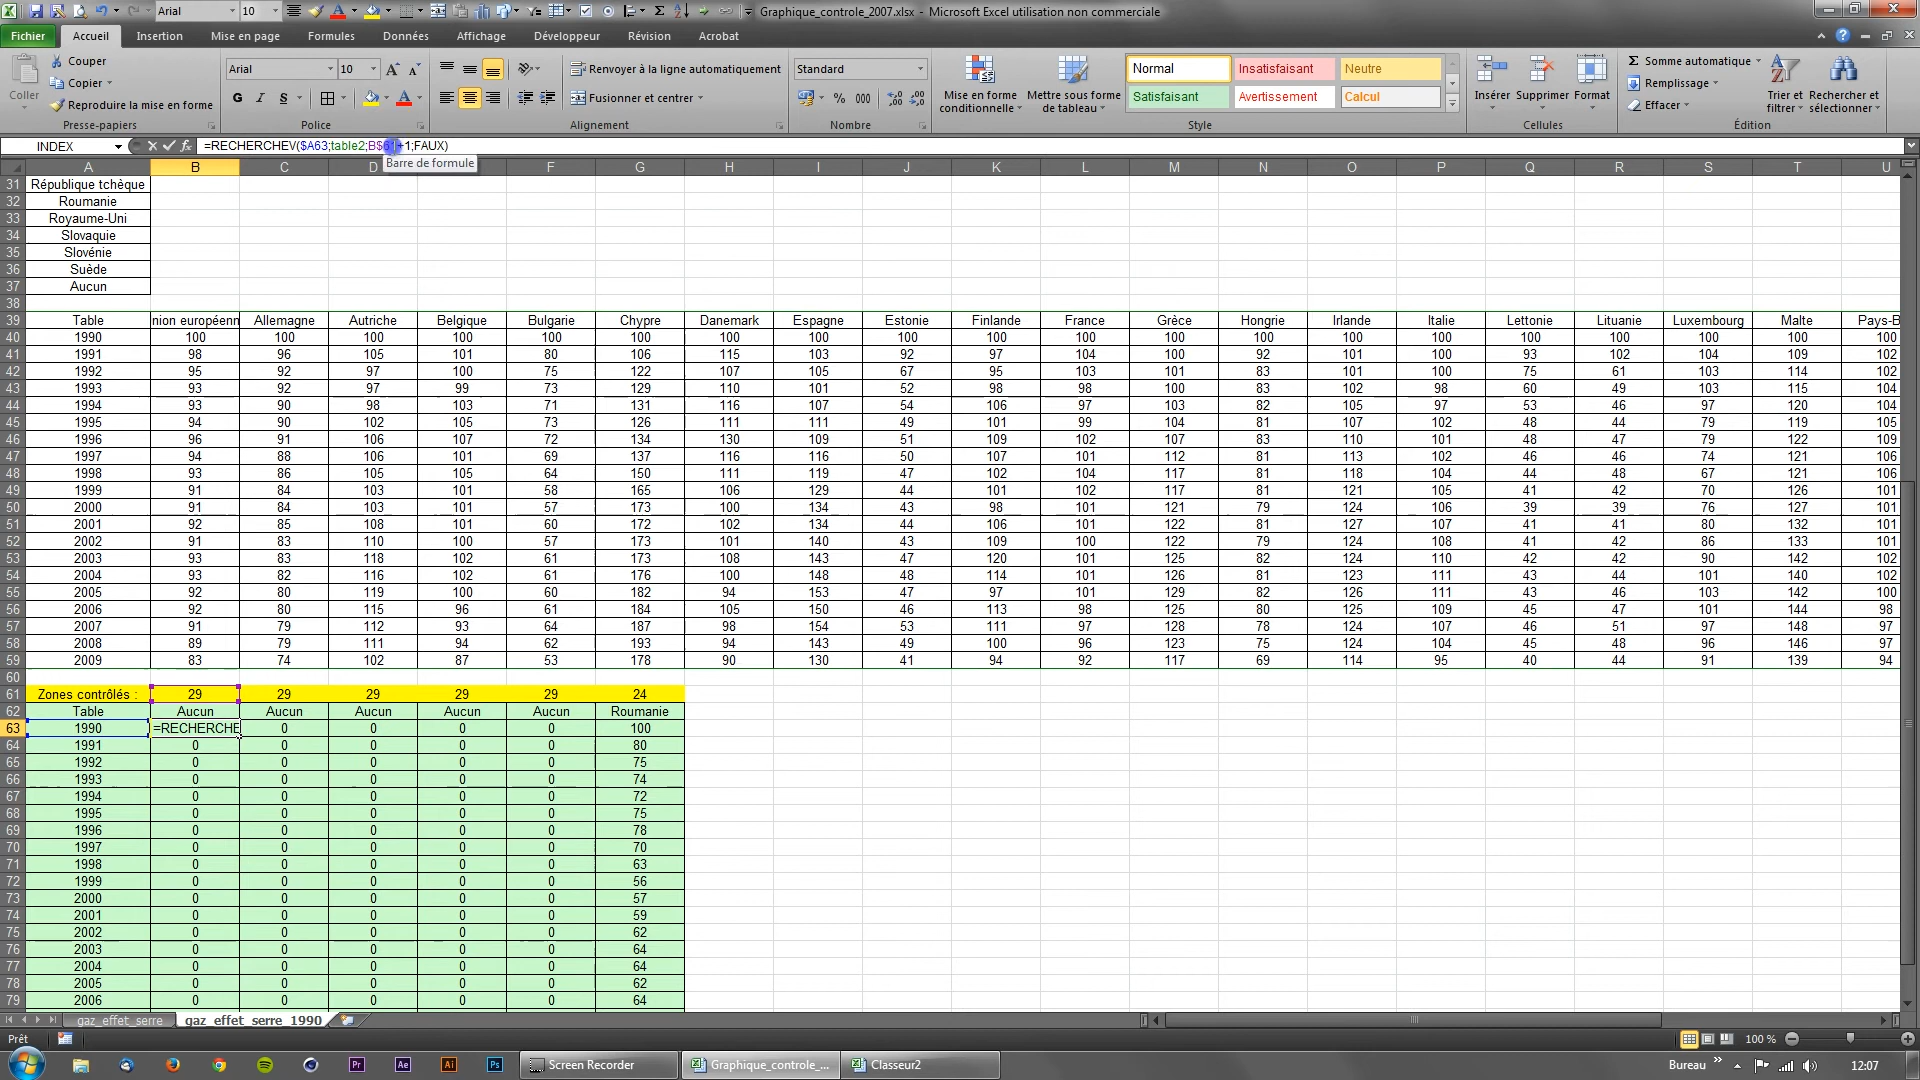 Arial 10 Graphique_controle_2007.xlsx - Microsoft Excel utilisation non commerciale
Fichier Accueil Insertion Mise en page Formules Données Affichage Développeur Révision Acrobat
Couper Arial 10 Renvoyer à la ligne automatiquement Standard Normal Insatisfaisant Neutre Somme automatique
Coller Copier Mise en forme conditionnelle Mettre sous forme de tableau Insérer Supprimer Format Remplissage Trier et filtrer Rechercher et sélectionner
Reproduire la mise en forme G I S Fusionner et centrer % 000 Satisfaisant Avertissement Calcul Effacer
Presse-papiers Police Alignement Nombre Style Cellules Édition
INDEX fx =RECHERCHEV($A63;table2;B$61+1;FAUX)
Barre de formule
A B C D E F G H I J K L M N O P Q R S T U
31 République tchèque
32 Roumanie
33 Royaume-Uni
34 Slovaquie
35 Slovénie
36 Suède
37 Aucun
38
39 Table nion européenn Allemagne Autriche Belgique Bulgarie Chypre Danemark Espagne Estonie Finlande France Grèce Hongrie Irlande Italie Lettonie Lituanie Luxembourg Malte Pays-B
40 1990 100 100 100 100 100 100 100 100 100 100 100 100 100 100 100 100 100 100 100 100
41 1991 98 96 105 101 80 106 115 103 92 97 104 100 92 101 100 93 102 104 109 102
42 1992 95 92 97 100 75 122 107 105 67 95 103 101 83 101 100 75 61 103 114 102
43 1993 93 92 97 99 73 129 110 101 52 98 98 100 83 102 98 60 49 103 115 104
44 1994 93 90 98 103 71 131 116 107 54 106 97 103 82 105 97 53 46 97 120 104
45 1995 94 90 102 105 73 126 111 111 49 101 99 104 81 107 102 48 44 79 119 105
46 1996 96 91 106 107 72 134 130 109 51 109 102 107 83 110 101 48 47 79 122 109
47 1997 94 88 106 101 69 137 116 116 50 107 101 112 81 113 102 46 46 74 121 106
48 1998 93 86 105 105 64 150 111 119 47 102 104 117 81 118 104 44 48 67 121 106
49 1999 91 84 103 101 58 165 106 129 44 101 102 117 81 121 105 41 42 70 126 101
50 2000 91 84 103 101 57 173 100 134 43 98 101 121 79 124 106 39 39 76 127 101
51 2001 92 85 108 101 60 172 102 134 44 106 101 122 81 127 107 41 41 80 132 101
52 2002 91 83 110 100 57 173 101 140 43 109 100 122 79 124 108 41 42 86 133 101
53 2003 93 83 118 102 61 173 108 143 47 120 101 125 82 124 110 42 42 90 142 102
54 2004 93 82 116 102 61 176 100 148 48 114 101 126 81 123 111 43 44 101 140 102
55 2005 92 80 119 100 60 182 94 153 47 97 101 129 82 126 111 43 46 103 142 100
56 2006 92 80 115 96 61 184 105 150 46 113 98 125 80 125 109 45 47 101 144 98
57 2007 91 79 112 93 64 187 98 154 53 111 97 128 78 124 107 46 51 97 148 97
58 2008 89 79 111 94 62 193 94 143 49 100 96 123 75 124 104 45 48 96 146 97
59 2009 83 74 102 87 53 178 90 130 41 94 92 117 69 114 95 40 44 91 139 94
60
61 Zones contrôlés : 29 29 29 29 29 24
62 Table Aucun Aucun Aucun Aucun Aucun Roumanie
63 1990 =RECHERCHE 0 0 0 0 100
64 1991 0 0 0 0 0 80
65 1992 0 0 0 0 0 75
66 1993 0 0 0 0 0 74
67 1994 0 0 0 0 0 72
68 1995 0 0 0 0 0 75
69 1996 0 0 0 0 0 78
70 1997 0 0 0 0 0 70
71 1998 0 0 0 0 0 63
72 1999 0 0 0 0 0 56
73 2000 0 0 0 0 0 57
74 2001 0 0 0 0 0 59
75 2002 0 0 0 0 0 62
76 2003 0 0 0 0 0 64
77 2004 0 0 0 0 0 64
78 2005 0 0 0 0 0 62
79 2006 0 0 0 0 0 64
gaz_effet_serre gaz_effet_serre_1990
Prêt 100 %
Pr Ae Ai Ps Screen Recorder Graphique_controle_... Classeur2 Bureau 12:07